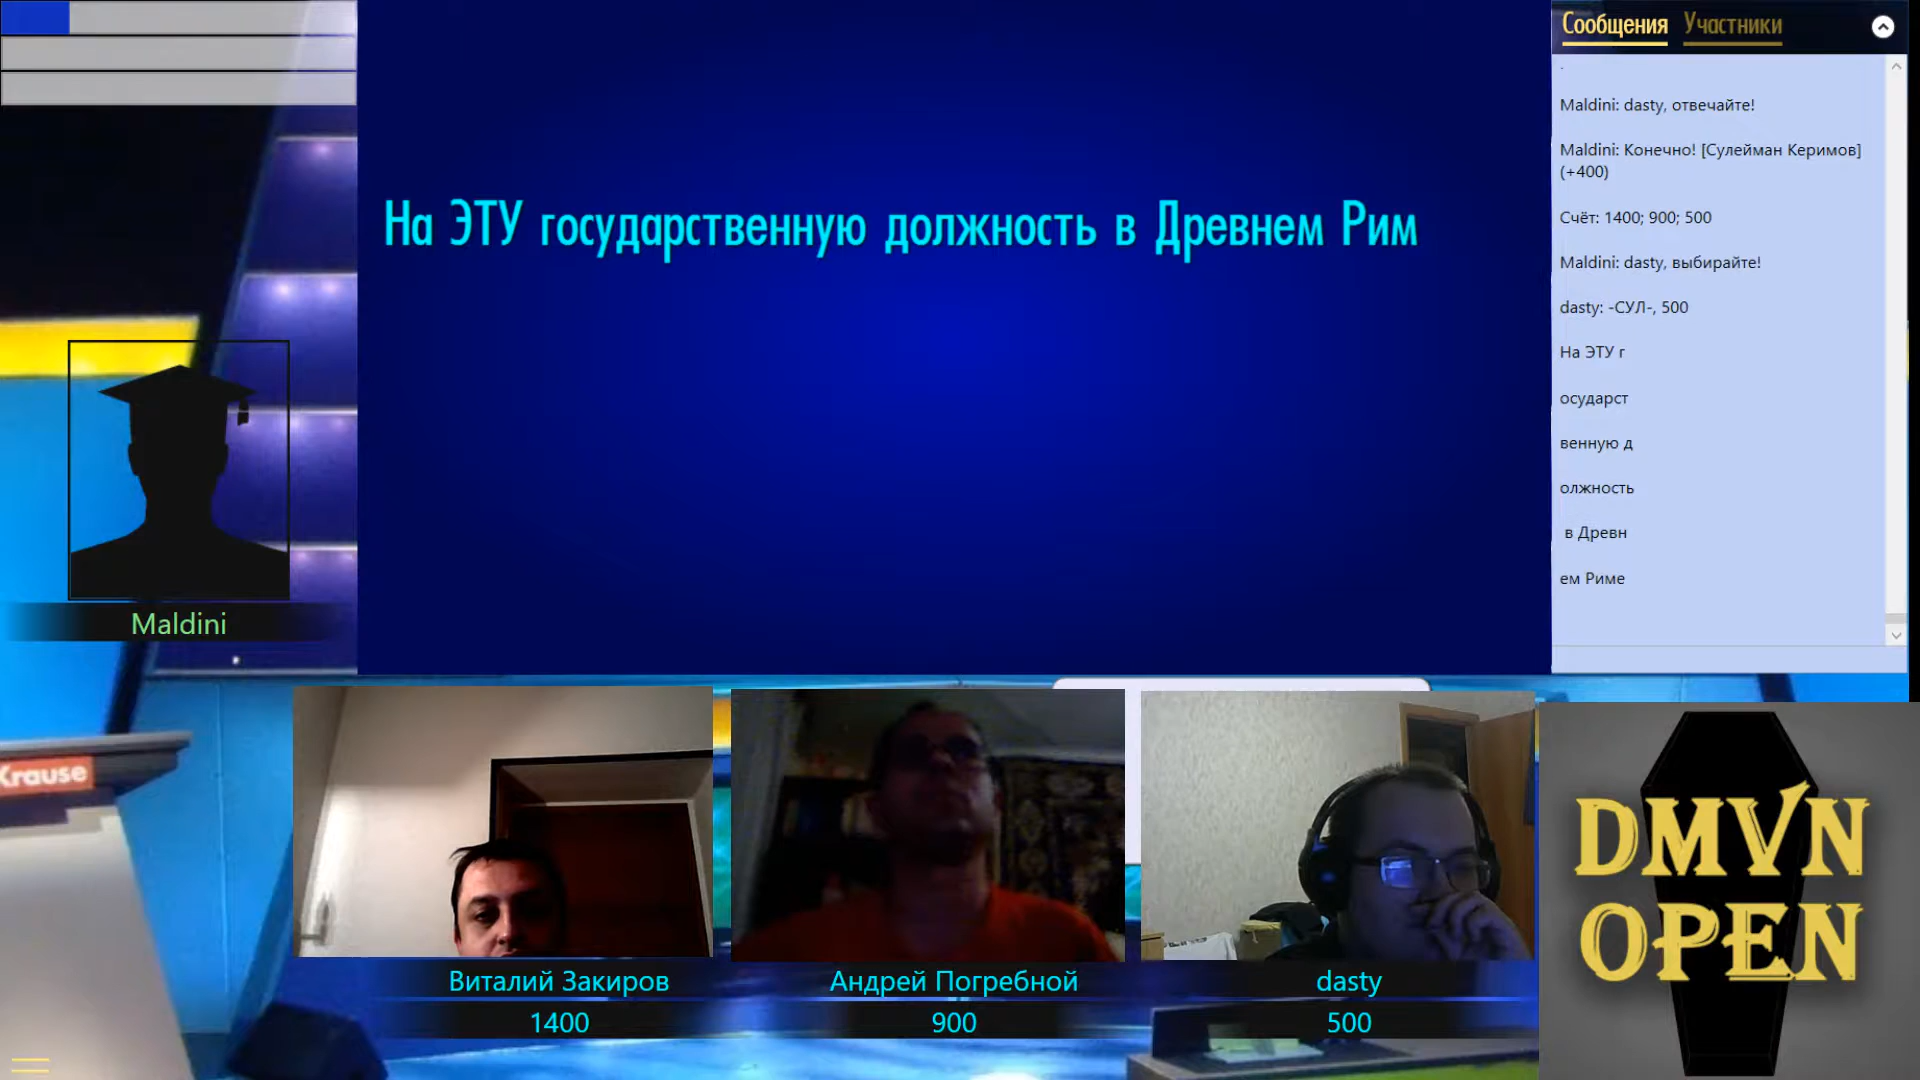 На ЭТУ государственную должность в Древнем Рим
Сообщения Участники
Maldini: dasty, отвечайте!
Maldini: Конечно! [Сулейман Керимов]
(+400)
Счёт: 1400; 900; 500
Maldini: dasty, выбирайте!
dasty: -СУЛ-, 500
На ЭТУ г
осударст
венную д
олжность
в Древн
ем Риме
Maldini
Krause
Виталий Закиров
1400
Андрей Погребной
900
dasty
500
DMVN
OPEN